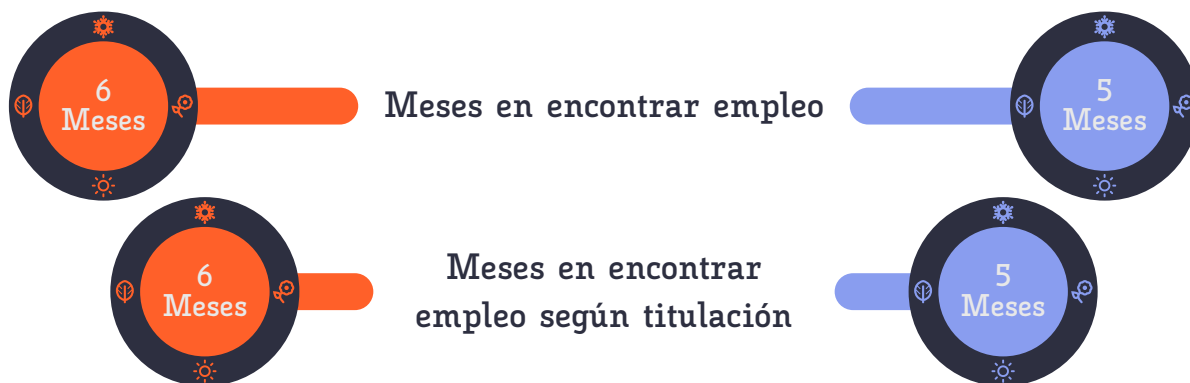 6
Meses
Meses en encontrar empleo
5
Meses
6
Meses
Meses en encontrar
empleo según titulación
5
Meses